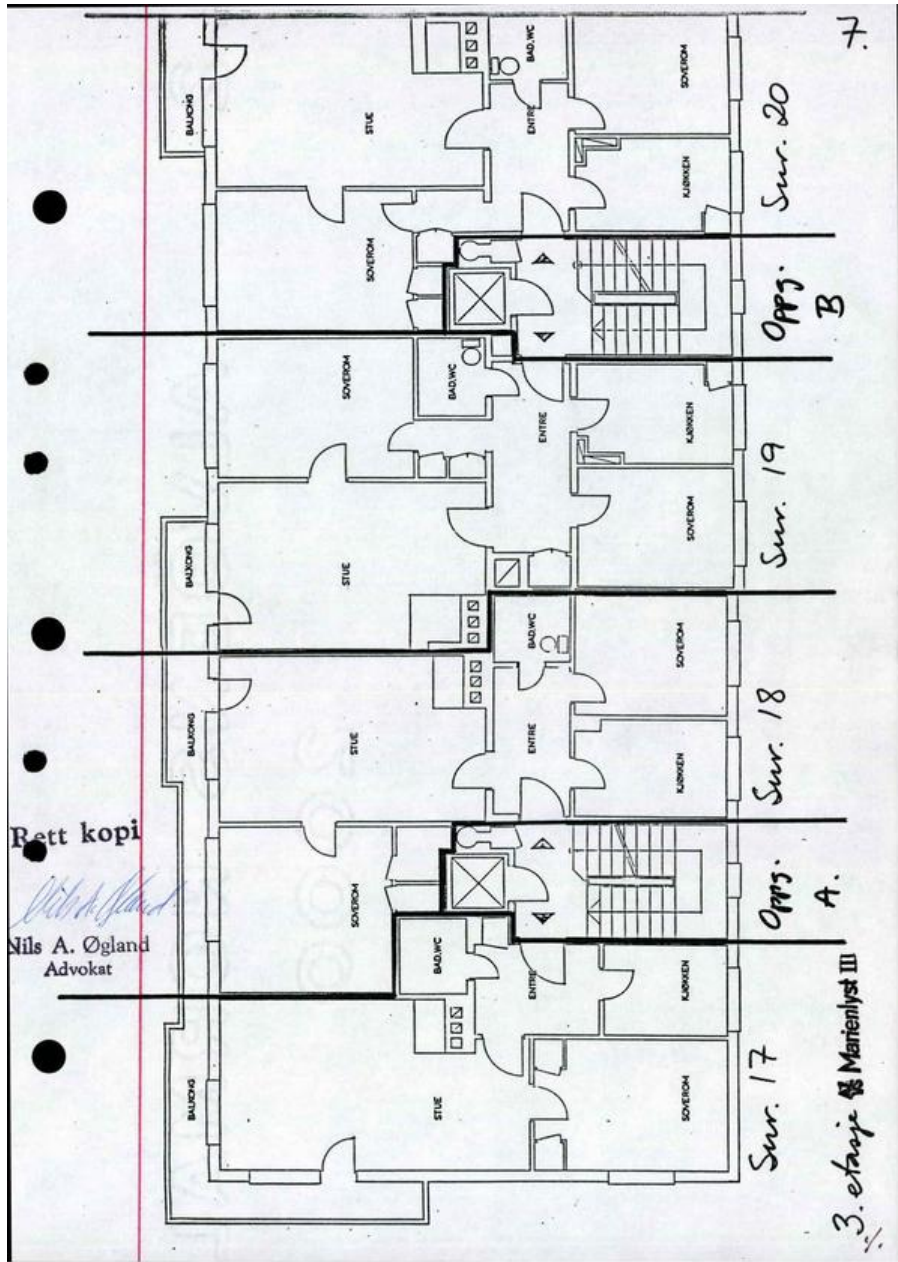 Rett kopi
Nils A. Øgland
Advokat
BALKONG BALKONG BALKONG BALKONG
SOVEROM STUE STUE SOVEROM SOVEROM STUE
STUE BAD,WC BAD,WC
ENTRE ENTRE BAD,WC ENTRE ENTRE BAD,WC
SOVEROM KJØKKEN KJØKKEN SOVEROM SOVEROM KJØKKEN KJØKKEN SOVEROM
Snr. 17 Oppg. Snr. 18 Snr. 19 Oppg. Snr. 20
A. B
3. etasje Marienlyst III 7.